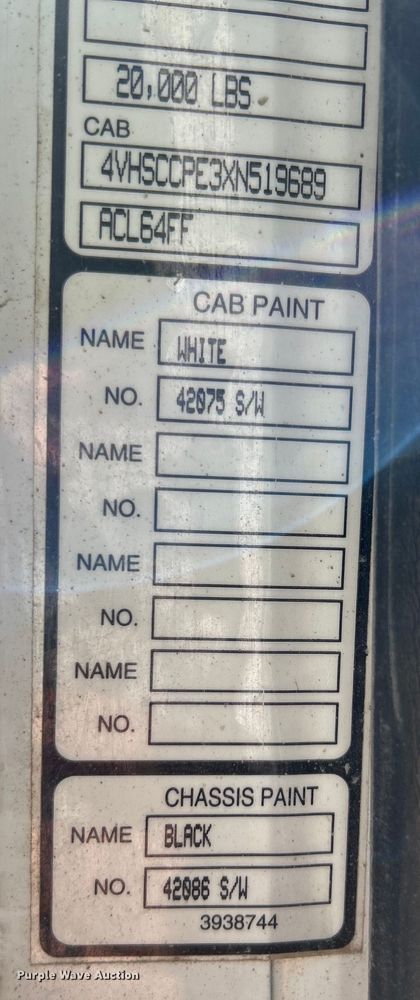 20,000 LBS
CAB
4VHSCCPE3XN519689
ACL64FF
CAB PAINT
NAME WHITE
NO. 42075 S/W
NAME
NO.
NAME
NO.
NAME
NO.
CHASSIS PAINT
NAME BLACK
NO. 42086 S/W
3938744
Purple Wave Auction